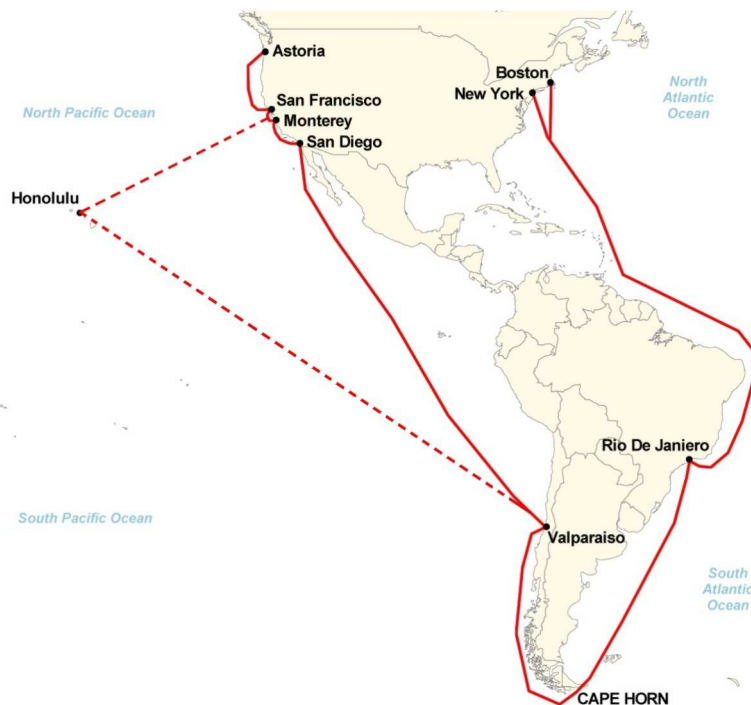 Astoria
Boston
North
Atlantic
Ocean
New York
San Francisco
North Pacific Ocean
Monterey
San Diego
Honolulu
Rio De Janiero
South Pacific Ocean
Valparaiso
South
Atlantic
Ocean
CAPE HORN